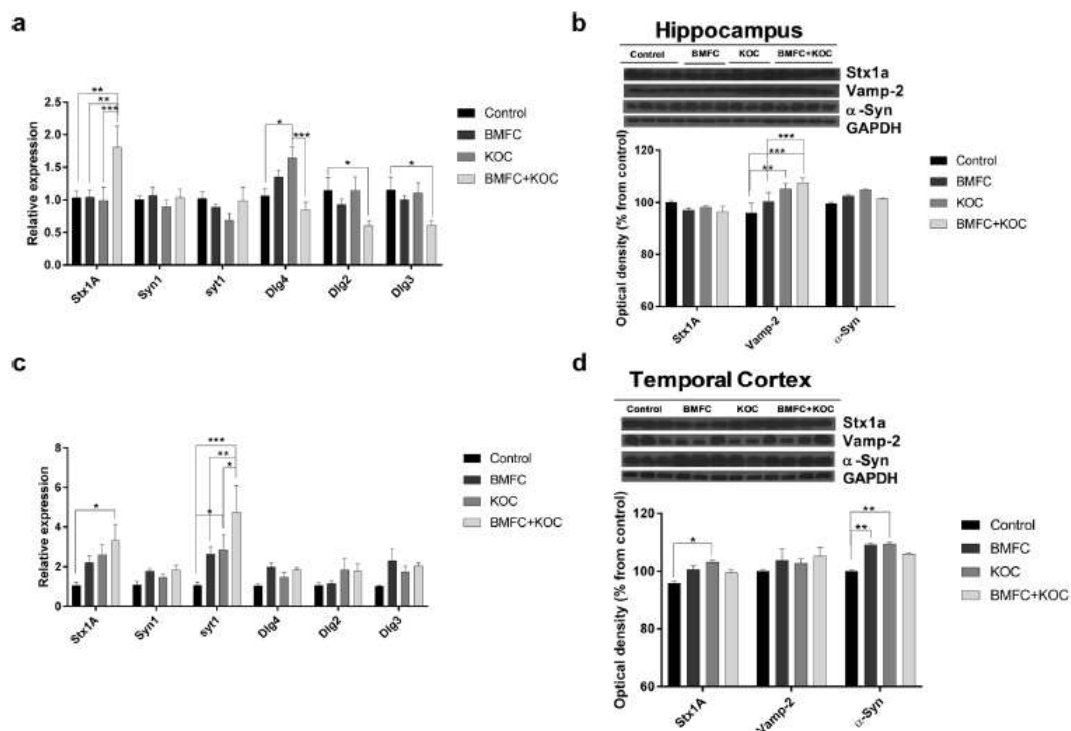 a
Relative expression
2.5
2.0
1.5
1.0
0.5
0.0
** 
**
***
*
***
*
*
Stx1A
Syn1
syt1
Dlg4
Dlg2
Dlg3
Control
BMFC
KOC
BMFC+KOC
b
Hippocampus
Control BMFC KOC BMFC+KOC
Stx1a
Vamp-2
α-Syn
GAPDH
Optical density (% from control)
120
100
80
60
***
***
**
Stx1A
Vamp-2
α-Syn
Control
BMFC
KOC
BMFC+KOC
c
Relative expression
8
6
4
2
0
*
***
**
*
*
Stx1A
Syn1
syt1
Dlg4
Dlg2
Dlg3
Control
BMFC
KOC
BMFC+KOC
d
Temporal Cortex
Control BMFC KOC BMFC+KOC
Stx1a
Vamp-2
α-Syn
GAPDH
Optical density (% from control)
120
100
80
60
*
**
**
Stx1A
Vamp-2
α-Syn
Control
BMFC
KOC
BMFC+KOC